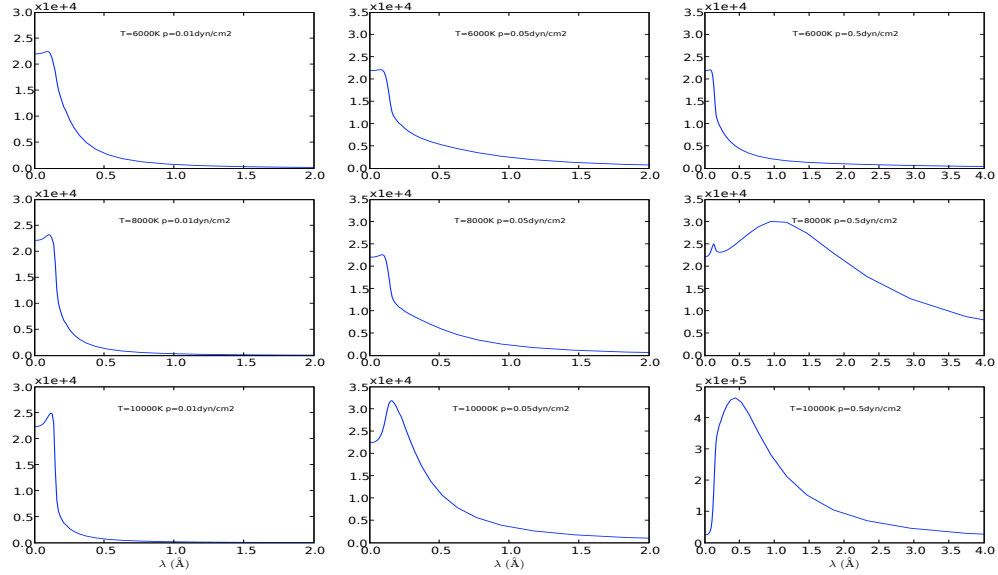 x1e+4 x1e+4 x1e+4
3.0 3.5 3.5
T=6000K p=0.01dyn/cm2 T=6000K p=0.05dyn/cm2 T=6000K p=0.5dyn/cm2
2.5 3.0 3.0
2.0 2.5 2.5
1.5 2.0 2.0
1.0 1.5 1.5
0.5 1.0 1.0
0.0 0.5 0.5
0.0 0.0
0.0 0.5 1.0 1.5 2.0 0.0 0.5 1.0 1.5 2.0 0.0 0.5 1.0 1.5 2.0 2.5 3.0 3.5 4.0
x1e+4 x1e+4 x1e+4
3.0 3.5 3.5
T=8000K p=0.01dyn/cm2 T=8000K p=0.05dyn/cm2 T=8000K p=0.5dyn/cm2
2.5 3.0 3.0
2.0 2.5 2.5
1.5 2.0 2.0
1.0 1.5 1.5
0.5 1.0 1.0
0.0 0.5 0.5
0.0 0.0
0.0 0.5 1.0 1.5 2.0 0.0 0.5 1.0 1.5 2.0 0.0 0.5 1.0 1.5 2.0 2.5 3.0 3.5 4.0
x1e+4 x1e+4 x1e+5
3.0 3.5 5
T=10000K p=0.01dyn/cm2 T=10000K p=0.05dyn/cm2 T=10000K p=0.5dyn/cm2
2.5 3.0 4
2.0 2.5 3
1.5 2.0 2
1.0 1.5 1
0.5 1.0 0
0.0 0.5
0.0
0.0 0.5 1.0 1.5 2.0 0.0 0.5 1.0 1.5 2.0 0.0 0.5 1.0 1.5 2.0 2.5 3.0 3.5 4.0
λ (Å) λ (Å) λ (Å)